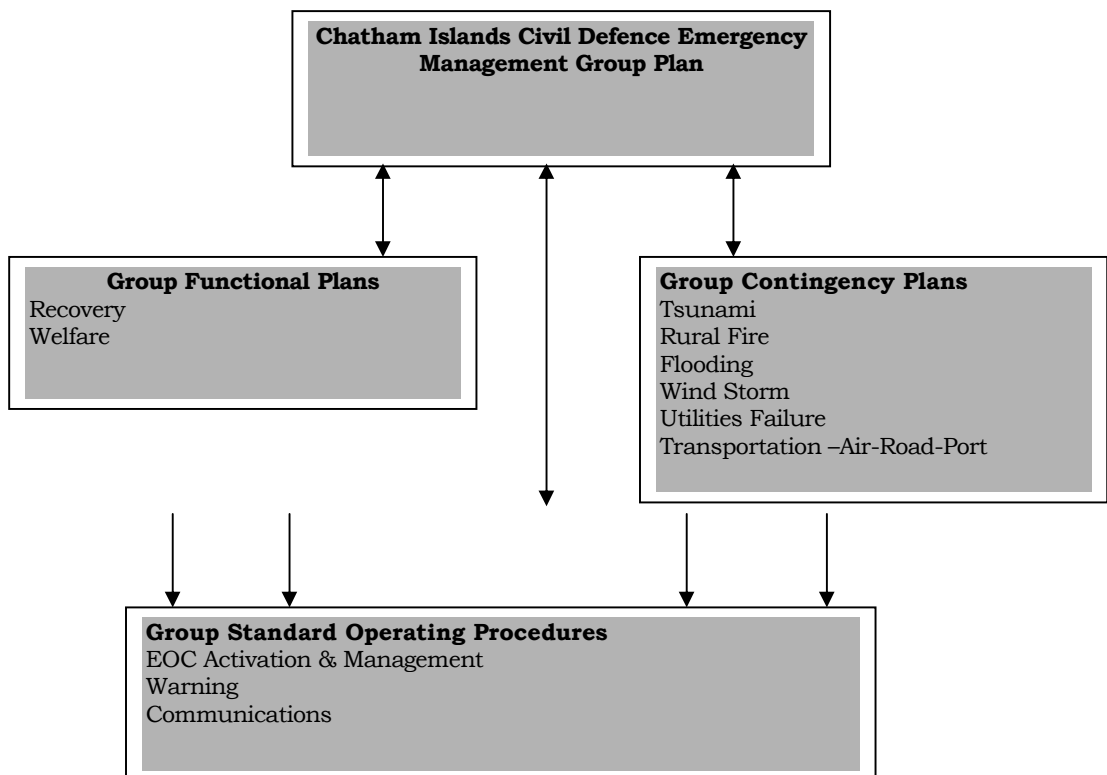 Chatham Islands Civil Defence Emergency
Management Group Plan
Group Functional Plans
Recovery
Welfare
Group Contingency Plans
Tsunami
Rural Fire
Flooding
Wind Storm
Utilities Failure
Transportation –Air-Road-Port
Group Standard Operating Procedures
EOC Activation & Management
Warning
Communications